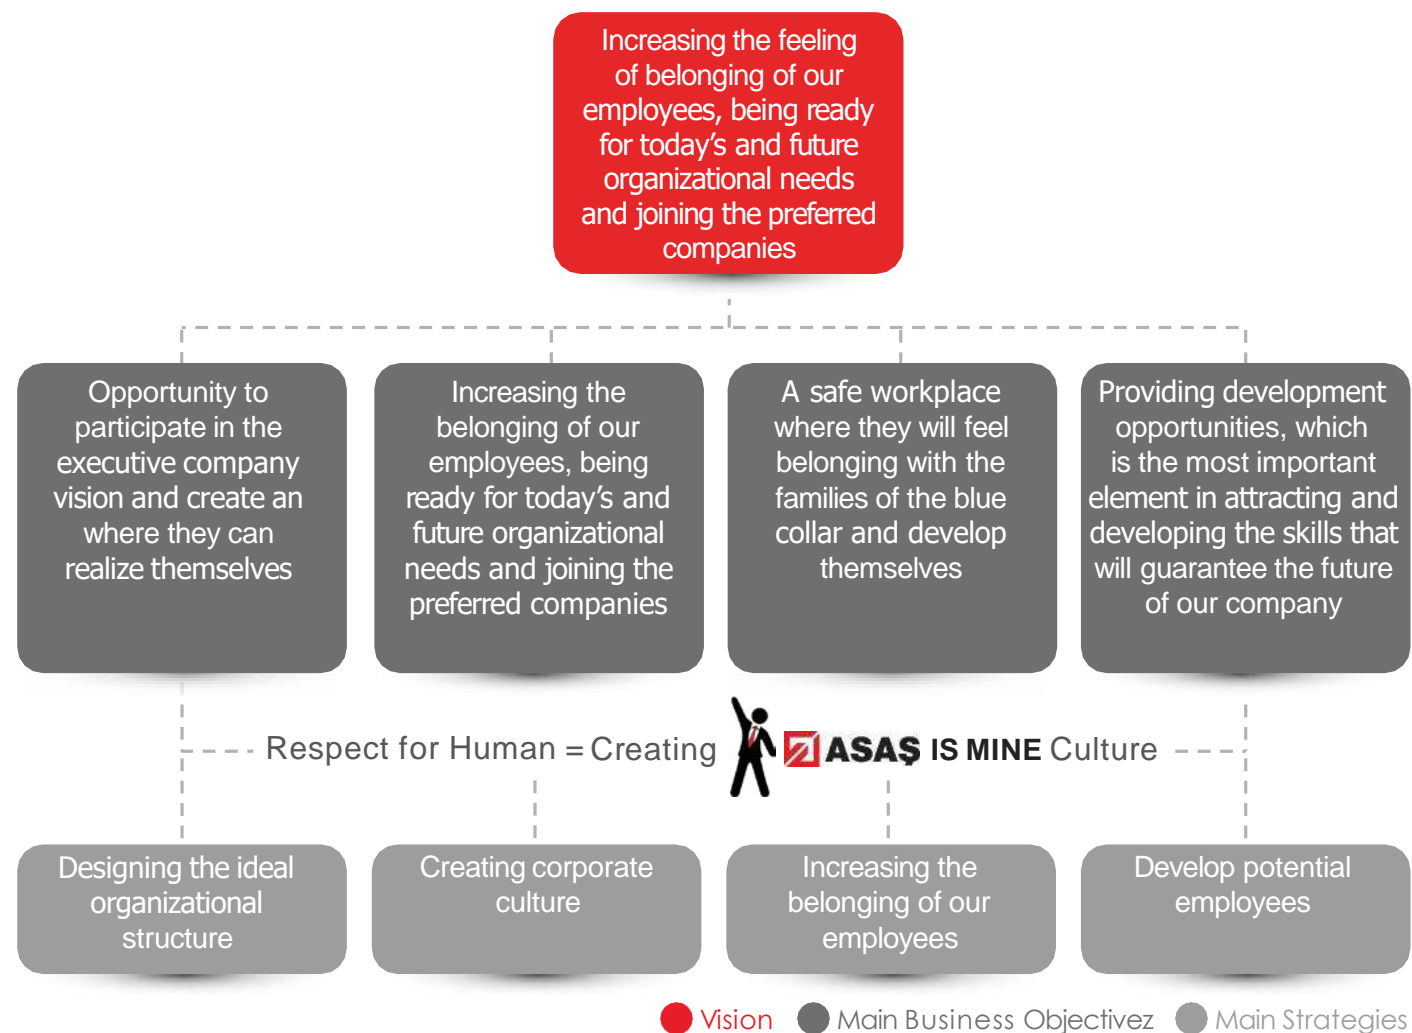 Increasing the feeling
of belonging of our
employees, being ready
for today’s and future
organizational needs
and joining the preferred
companies
Opportunity to
participate in the
executive company
vision and create an
where they can
realize themselves
Increasing the
belonging of our
employees, being
ready for today’s and
future organizational
needs and joining the
preferred companies
A safe workplace
where they will feel
belonging with the
families of the blue
collar and develop
themselves
Providing development
opportunities, which
is the most important
element in attracting and
developing the skills that
will guarantee the future
of our company
Respect for Human = Creating ASAŞ IS MINE Culture
Designing the ideal
organizational
structure
Creating corporate
culture
Increasing the
belonging of our
employees
Develop potential
employees
Vision Main Business Objectivez Main Strategies